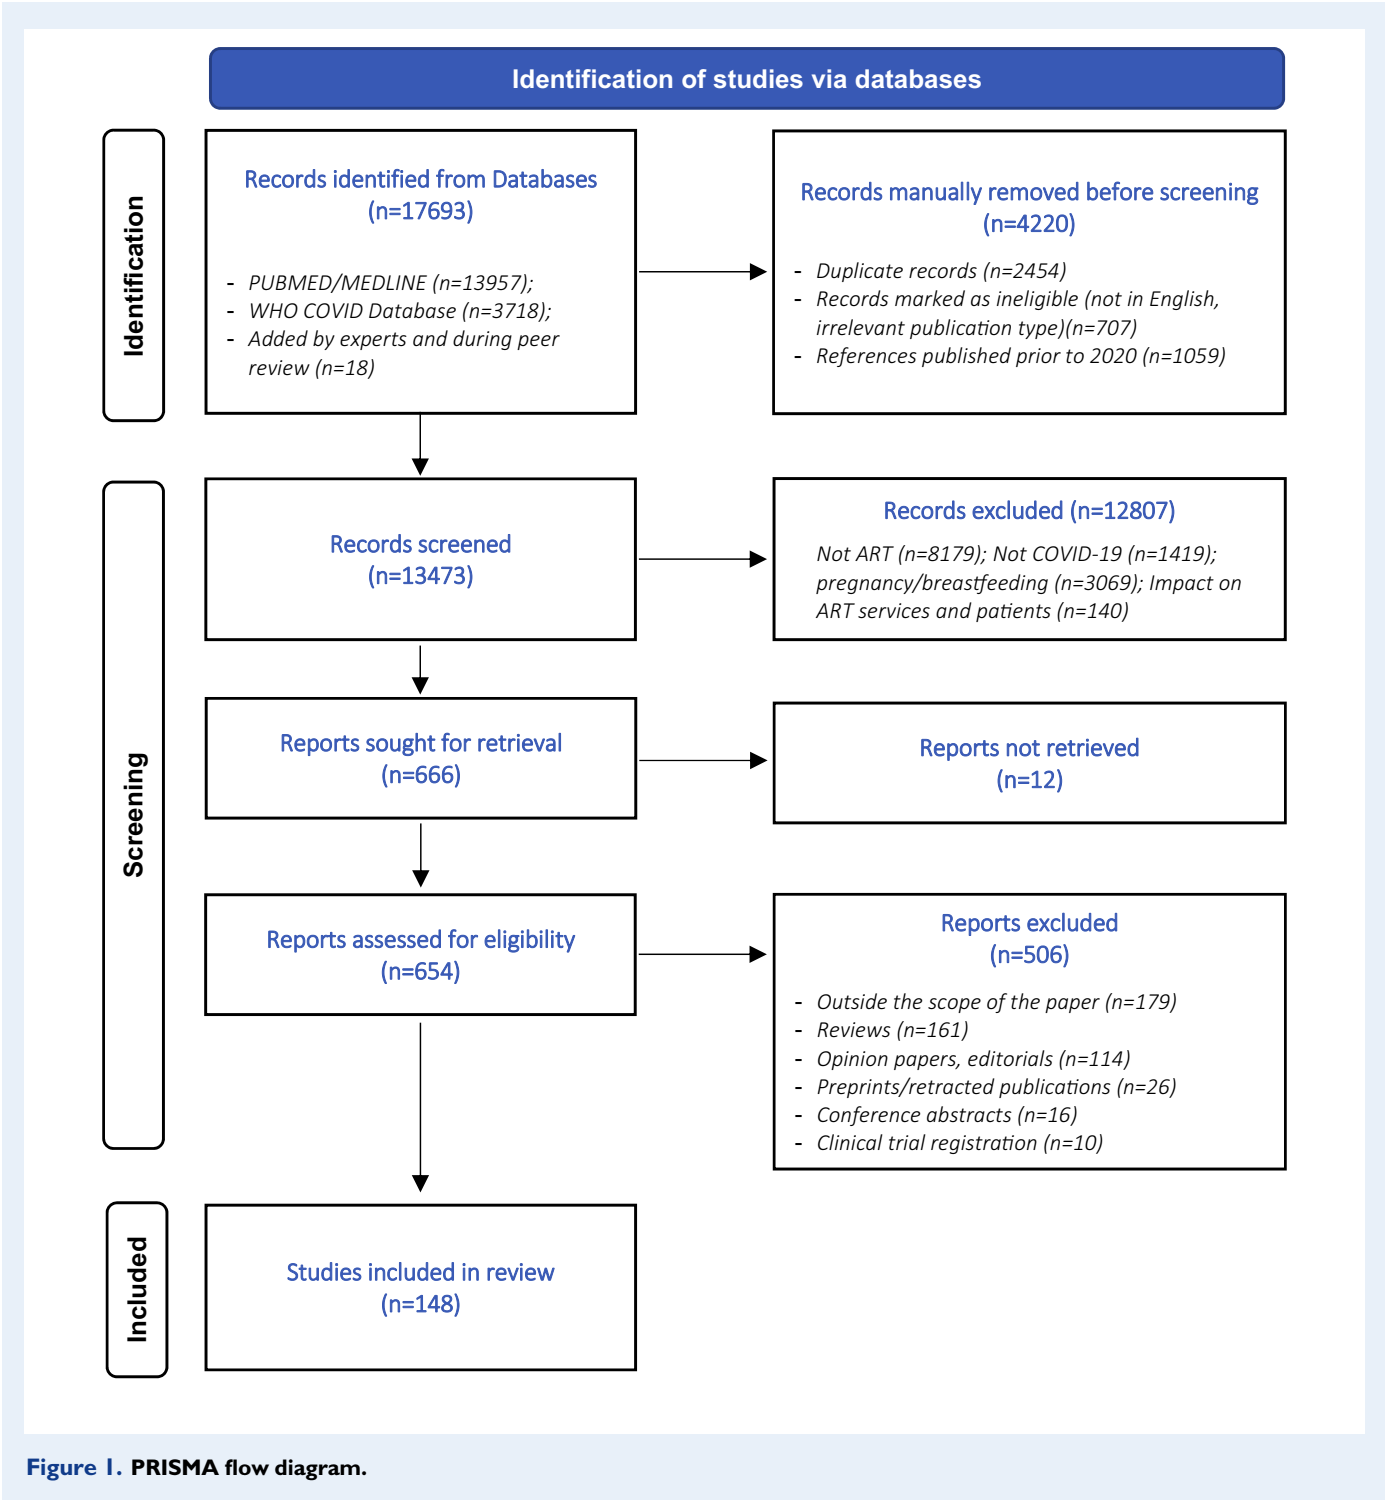 Identification of studies via databases
Identification
Records identified from Databases
(n=17693)
- PUBMED/MEDLINE (n=13957);
- WHO COVID Database (n=3718);
- Added by experts and during peer
review (n=18)
Records manually removed before screening
(n=4220)
- Duplicate records (n=2454)
- Records marked as ineligible (not in English,
irrelevant publication type)(n=707)
- References published prior to 2020 (n=1059)
Screening
Records screened
(n=13473)
Records excluded (n=12807)
Not ART (n=8179); Not COVID-19 (n=1419);
pregnancy/breastfeeding (n=3069); Impact on
ART services and patients (n=140)
Reports sought for retrieval
(n=666)
Reports not retrieved
(n=12)
Reports assessed for eligibility
(n=654)
Reports excluded
(n=506)
- Outside the scope of the paper (n=179)
- Reviews (n=161)
- Opinion papers, editorials (n=114)
- Preprints/retracted publications (n=26)
- Conference abstracts (n=16)
- Clinical trial registration (n=10)
Included
Studies included in review
(n=148)
Figure 1. PRISMA flow diagram.